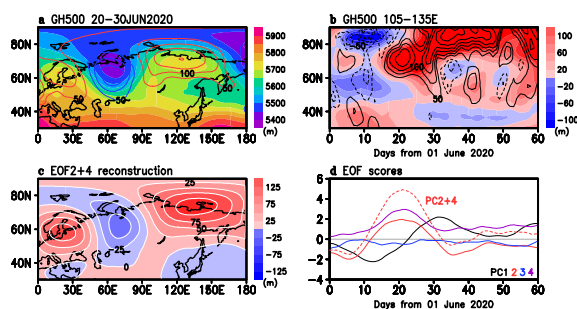 a GH500 20-30JUN2020
80N
60N
40N
0 30E 60E 90E 120E 150E 180
5900
5800
5700
5600
5500
5400
(m)
100
50
-50
b GH500 105-135E
80N
60N
40N
0 10 20 30 40 50 60
Days from 01 June 2020
100
60
20
-20
-60
-100
(m)
-50
100
50
c EOF2+4 reconstruction
80N
60N
40N
0 30E 60E 90E 120E 150E 180
125
75
25
-25
-75
-125
(m)
25
75
50
-25
0
d EOF scores
6
4
2
0
-2
-4
PC2+4
PC1 2 3 4
0 10 20 30 40 50 60
Days from 01 June 2020